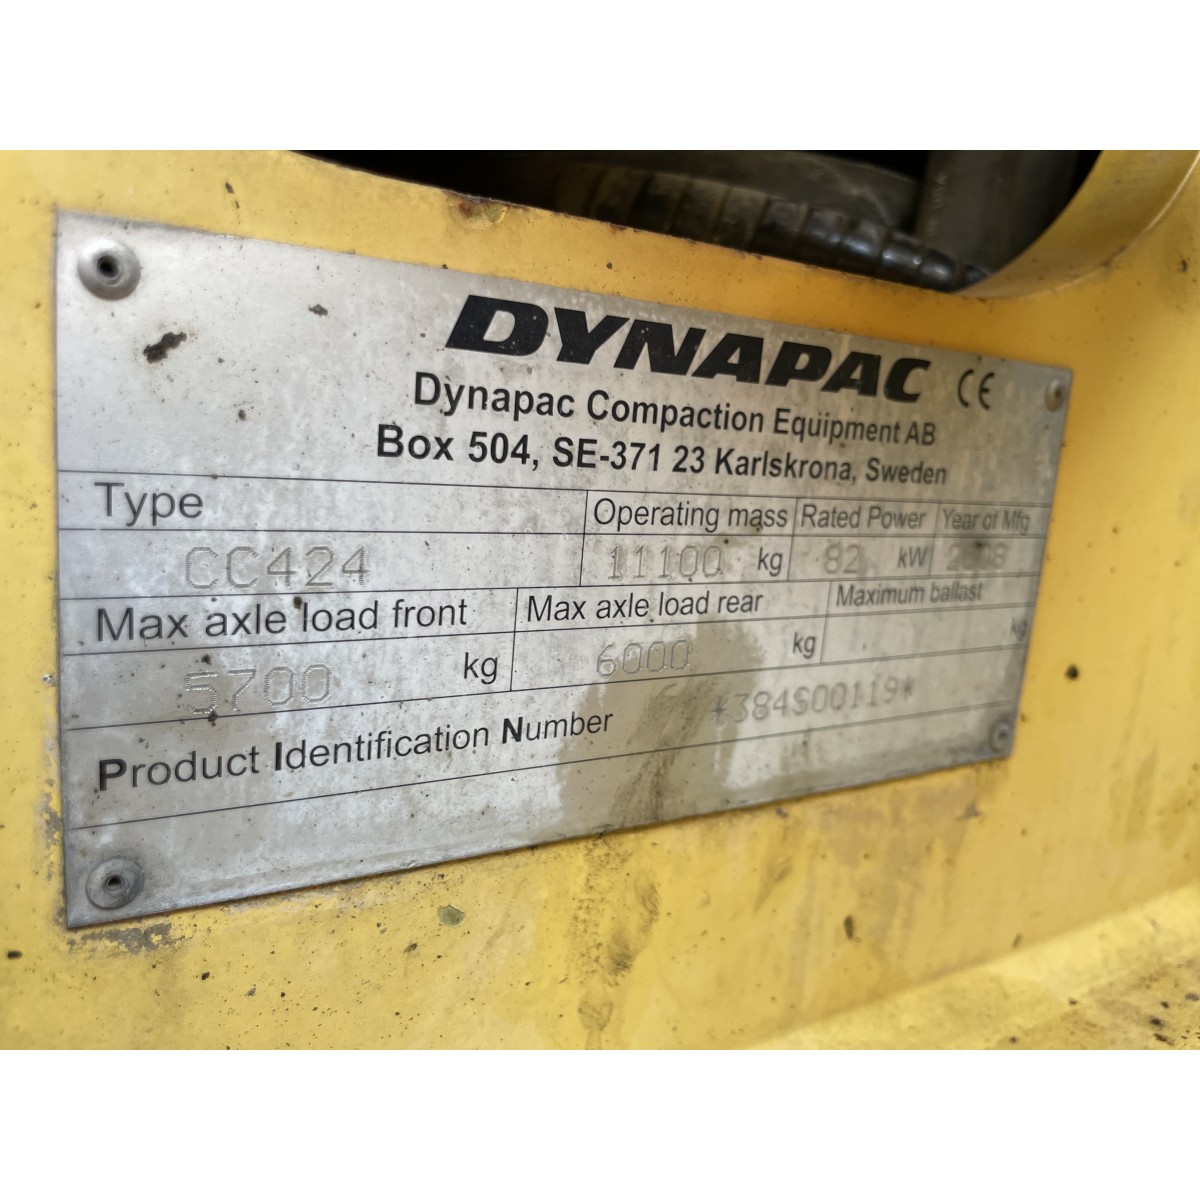 DYNAPAC CE
Dynapac Compaction Equipment AB
Box 504, SE-371 23 Karlskrona, Sweden
Type Operating mass Rated Power Year of Mfg
CC424 11100 kg 82 kW 2008
Max axle load front Max axle load rear Maximum ballast
5700 kg 6000 kg kg
Product Identification Number *384S00119*